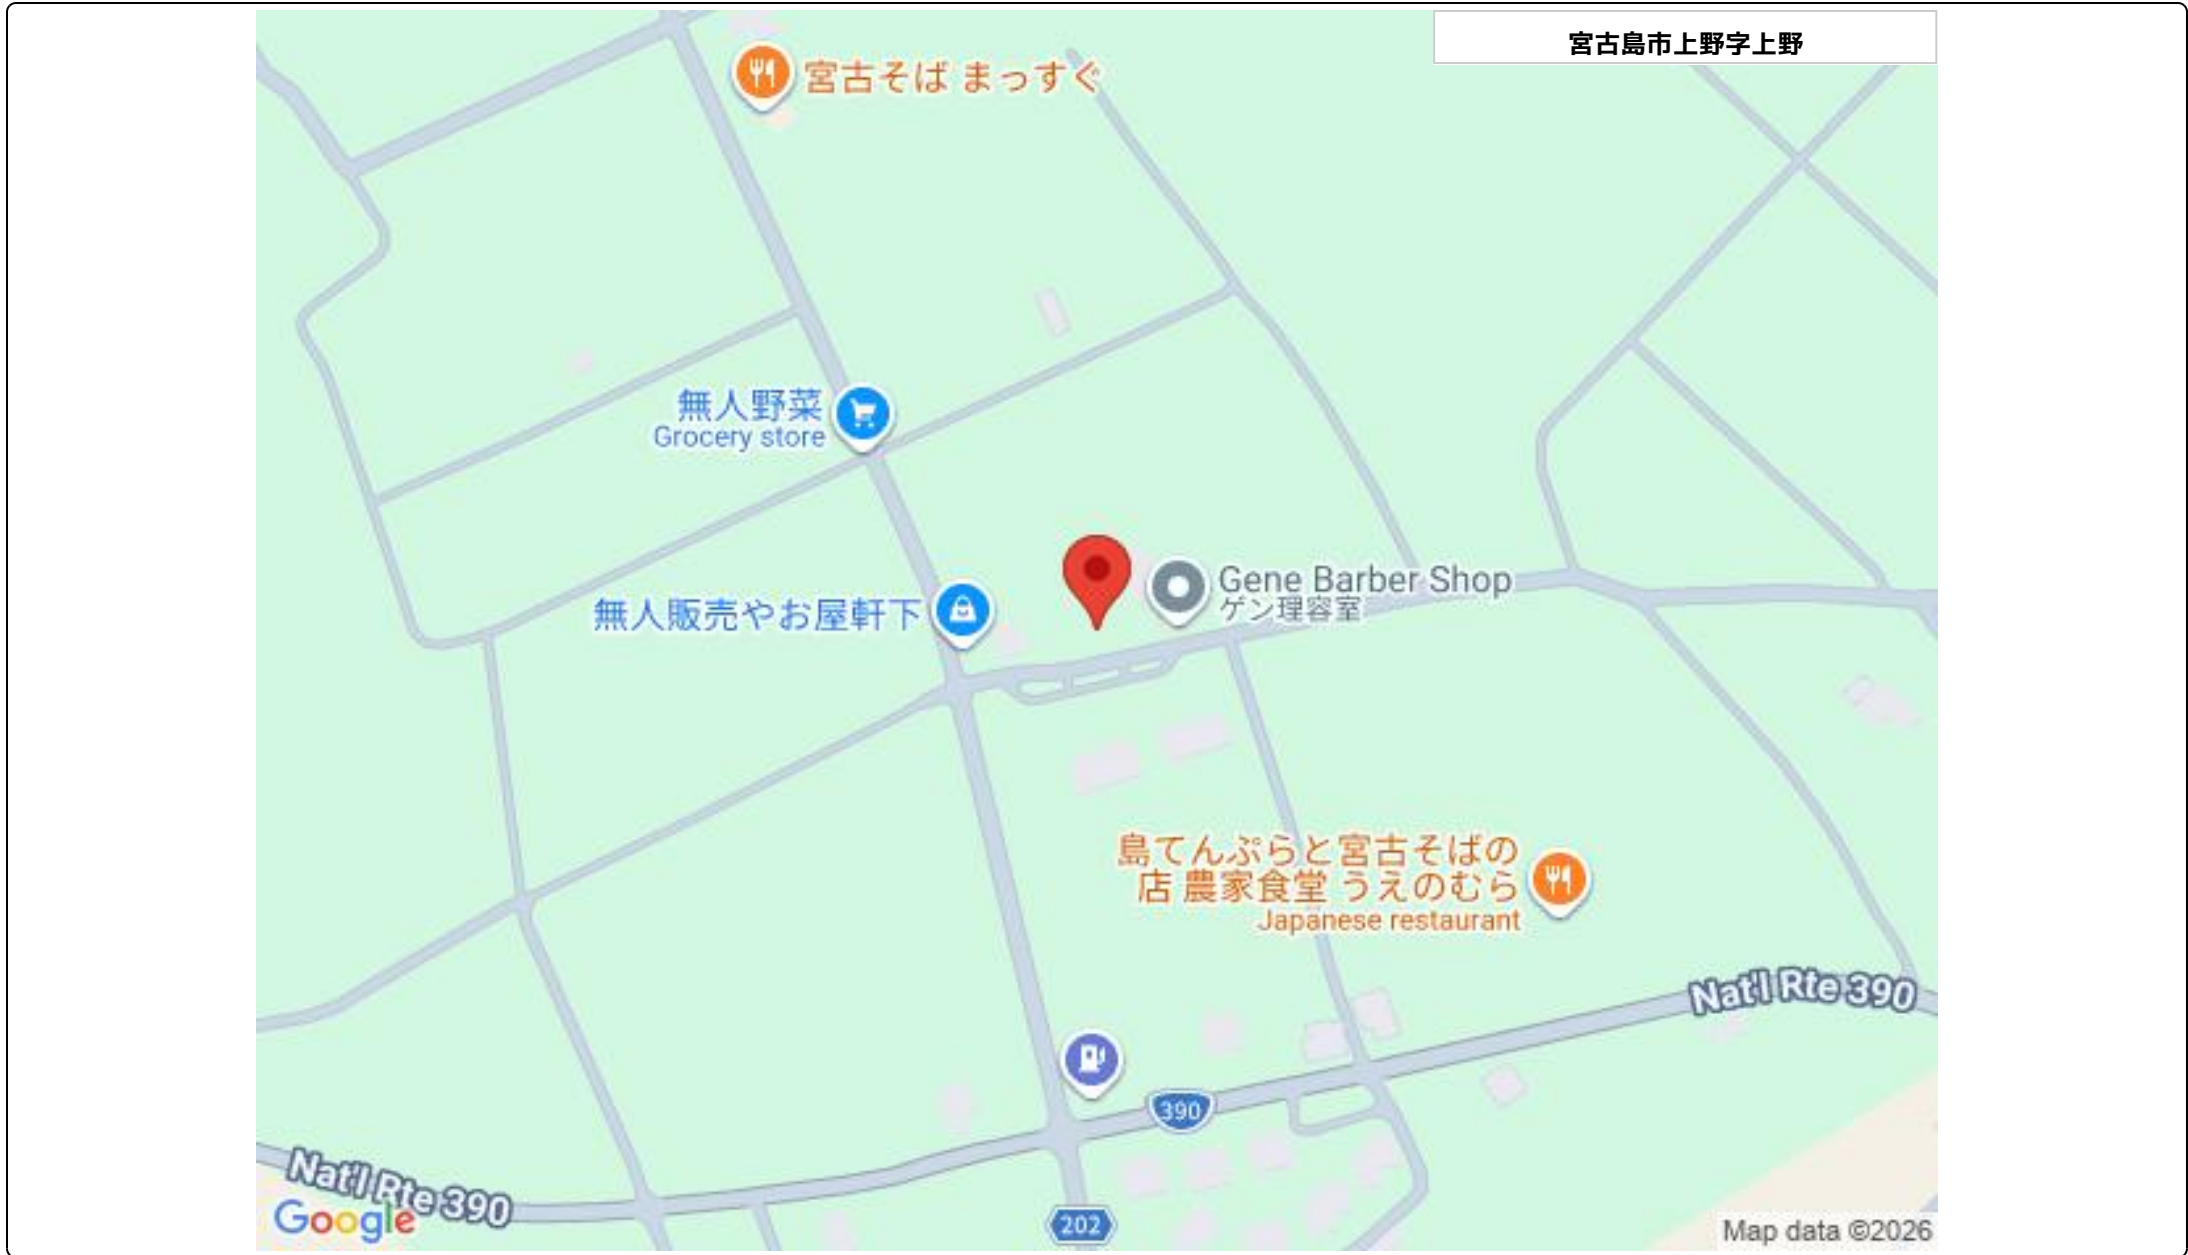 宮古島市上野字上野
宮古そば まっすぐ
無人野菜
Grocery store
Gene Barber Shop
ゲン理容室
無人販売やお屋軒下
島てんぷらと宮古そばの
店 農家食堂 うえのむら
Japanese restaurant
Nat'l Rte 390
390
Nat'l Rte 390
Google
202
Map data ©2026